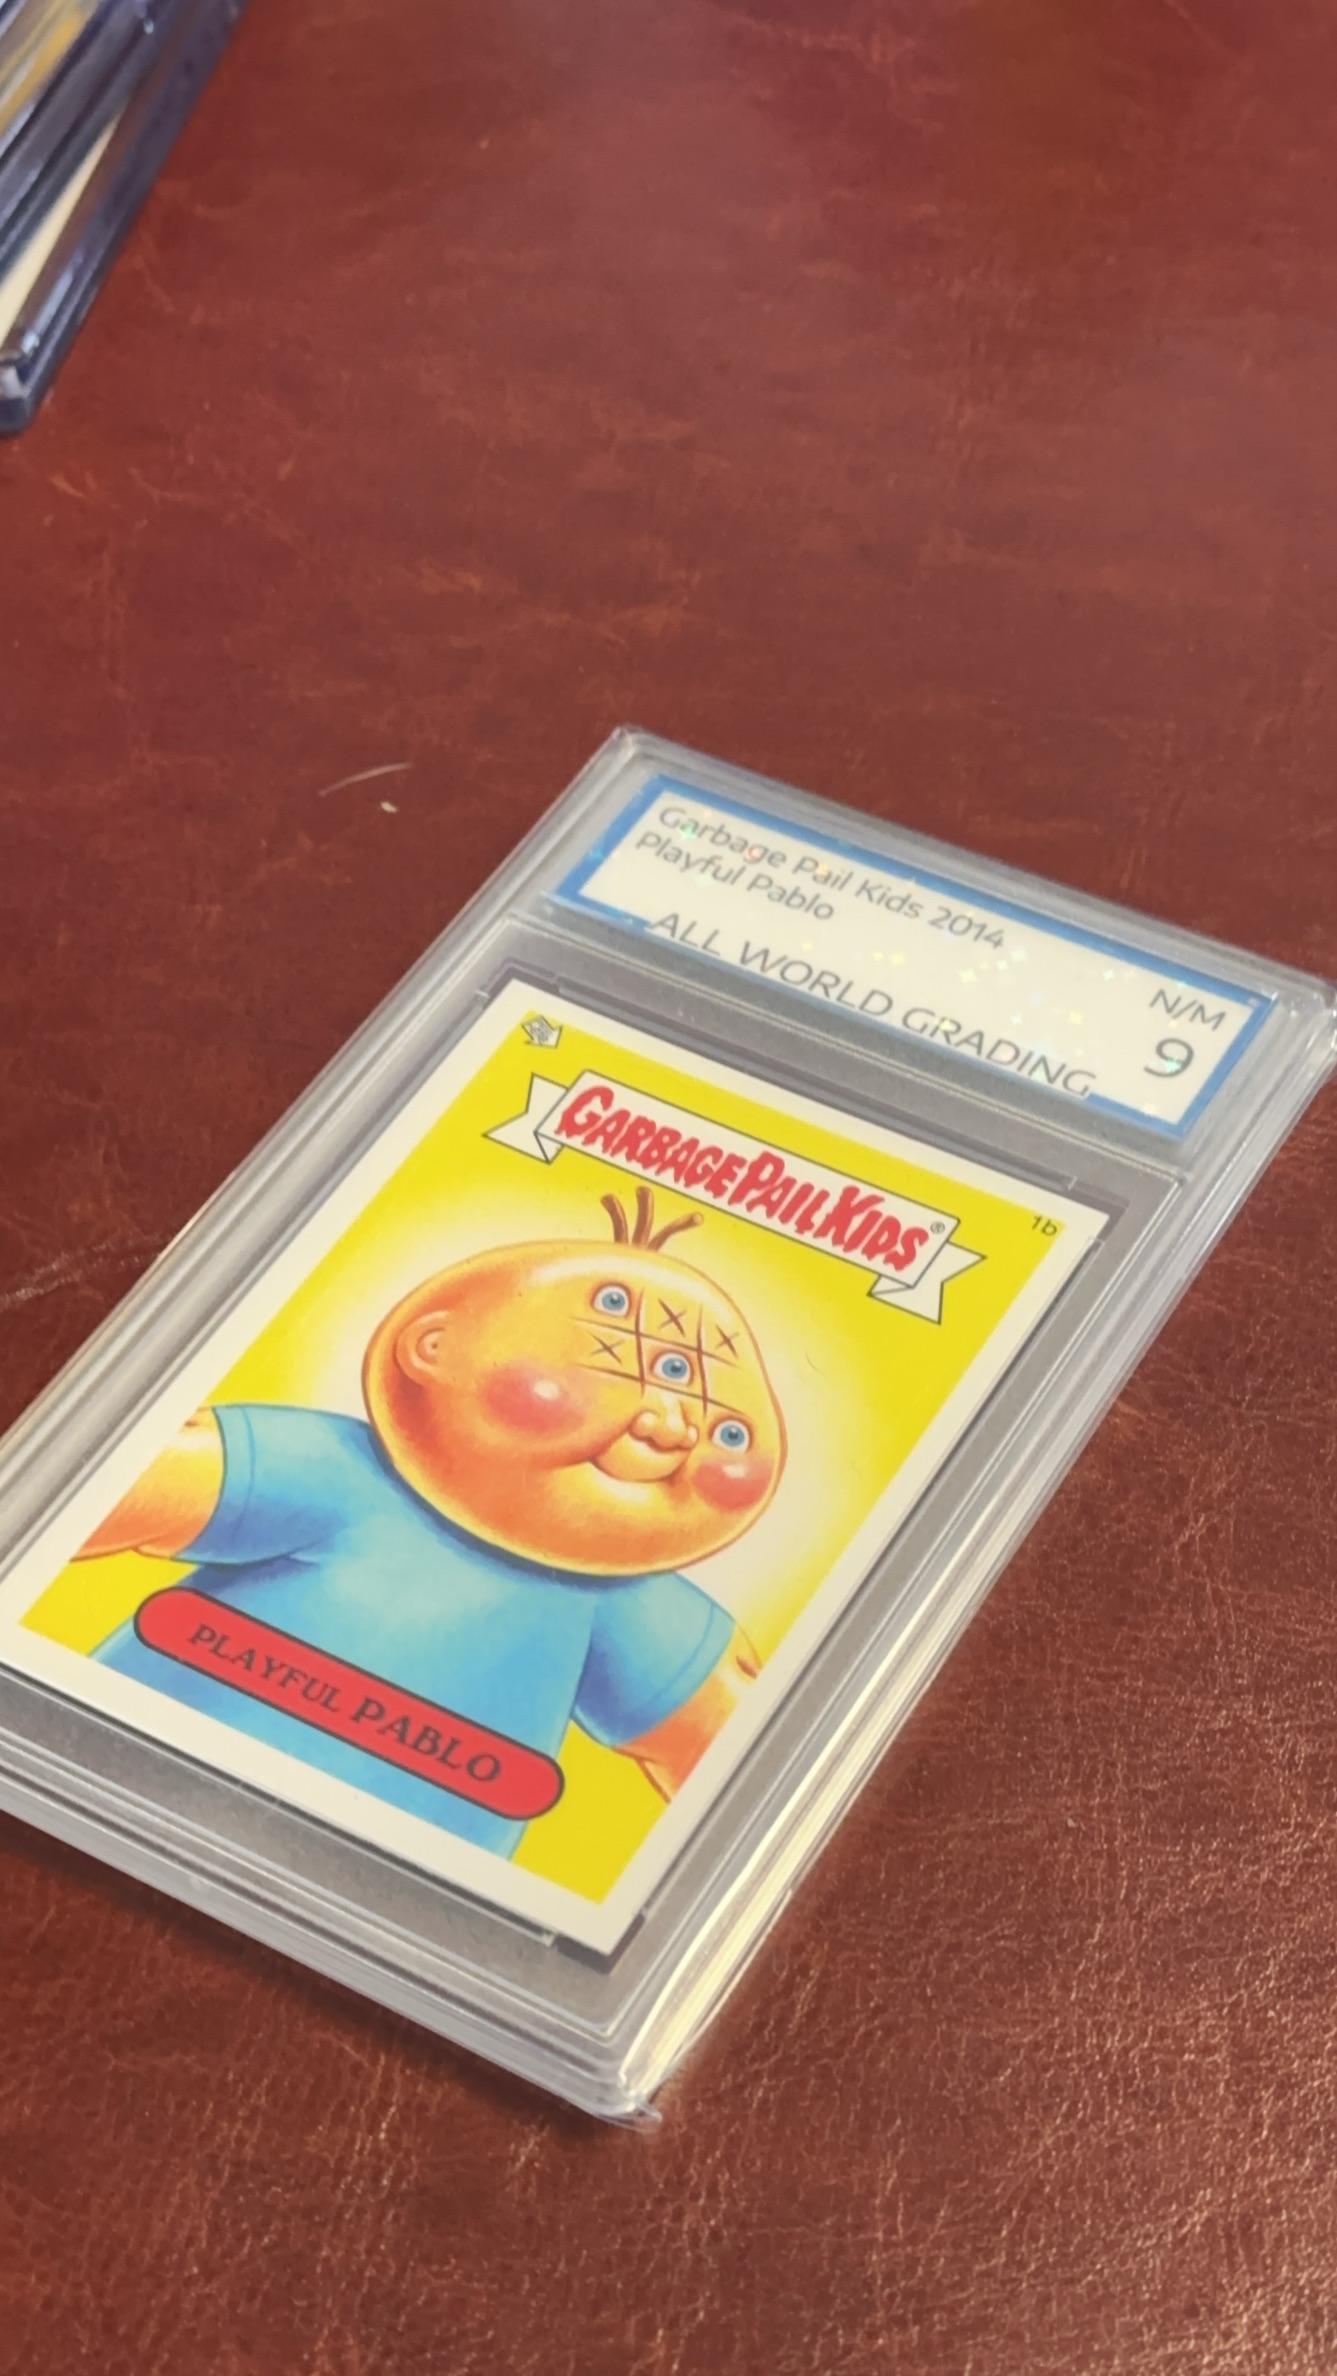 Garbage Pail Kids 2014
Playful Pablo
ALL WORLD GRADING
N/M
9
GARBAGE PAIL KIDS®
1b
PLAYFUL PABLO